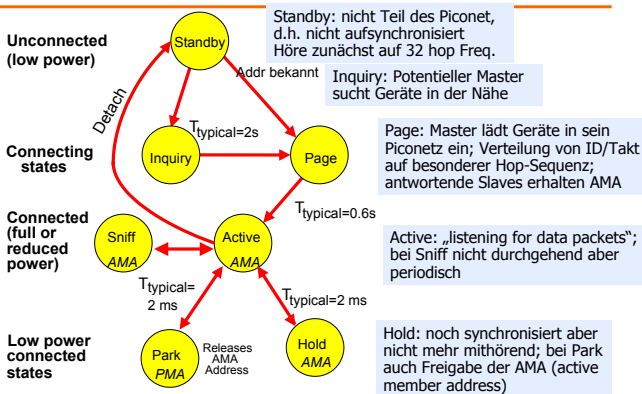 Standby: nicht Teil des Piconet,
d.h. nicht aufsynchronisiert
Höre zunächst auf 32 hop Freq.
Unconnected
(low power)
Standby
Addr bekannt
Inquiry: Potentieller Master
sucht Geräte in der Nähe
Detach
Ttypical=2s
Connecting
states
Inquiry
Page
Page: Master lädt Geräte in sein
Piconetz ein; Verteilung von ID/Takt
auf besonderer Hop-Sequenz;
antwortende Slaves erhalten AMA
Ttypical=0.6s
Connected
(full or
reduced
power)
Sniff
AMA
Active
AMA
Active: „listening for data packets“;
bei Sniff nicht durchgehend aber
periodisch
Ttypical=
2 ms
Ttypical=2 ms
Low power
connected
states
Park
PMA
Releases
AMA
Address
Hold
AMA
Hold: noch synchronisiert aber
nicht mehr mithörend; bei Park
auch Freigabe der AMA (active
member address)